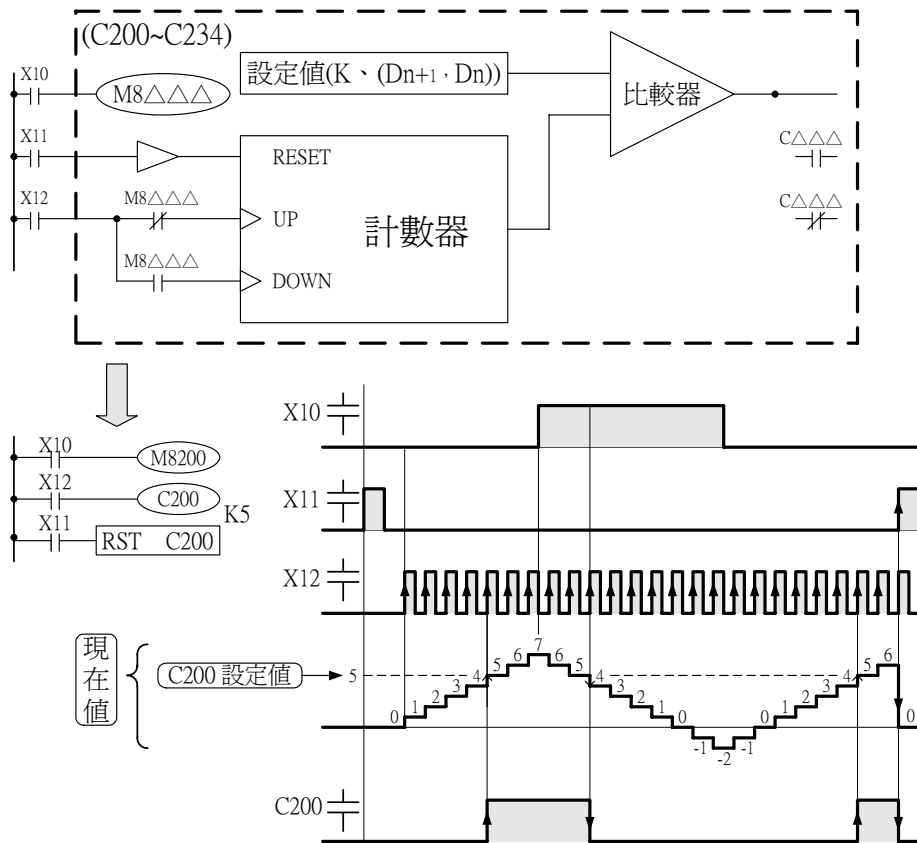 (C200~C234)
X10
M8△△△
設定值(K、(Dn+1,Dn))
比較器
X11
RESET
C△△△
X12
M8△△△
UP
計數器
C△△△
M8△△△
DOWN
X10
M8200
X12
C200
K5
X11
RST C200
X10
X11
X12
現在值
C200 設定值
5
0
1
2
3
4
5
6
7
6
5
4
3
2
1
0
-1
-2
-1
0
1
2
3
4
5
6
0
C200